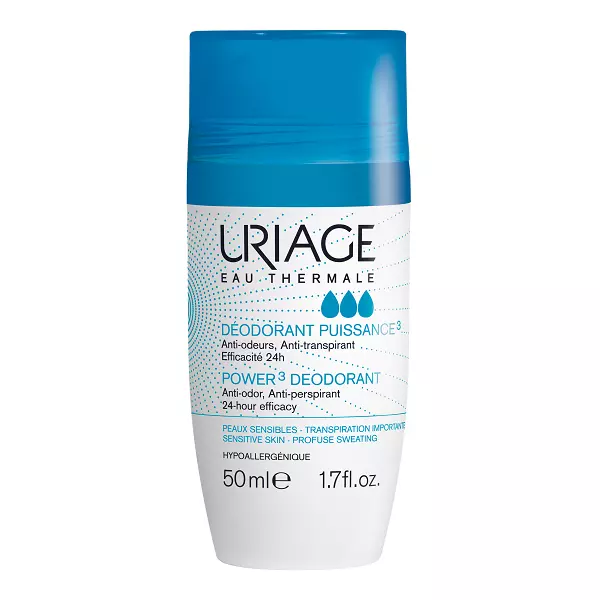 URIAGE
EAU THERMALE
DÉODORANT PUISSANCE³
Anti-odeurs, Anti-transpirant
Efficacité 24h
POWER³ DEODORANT
Anti-odor, Anti-perspirant
24-hour efficacy
PEAUX SENSIBLES - TRANSPIRATION IMPORTANTE
SENSITIVE SKIN - PROFUSE SWEATING
HYPOALLERGÉNIQUE
50ml℮ 1.7fl.oz.